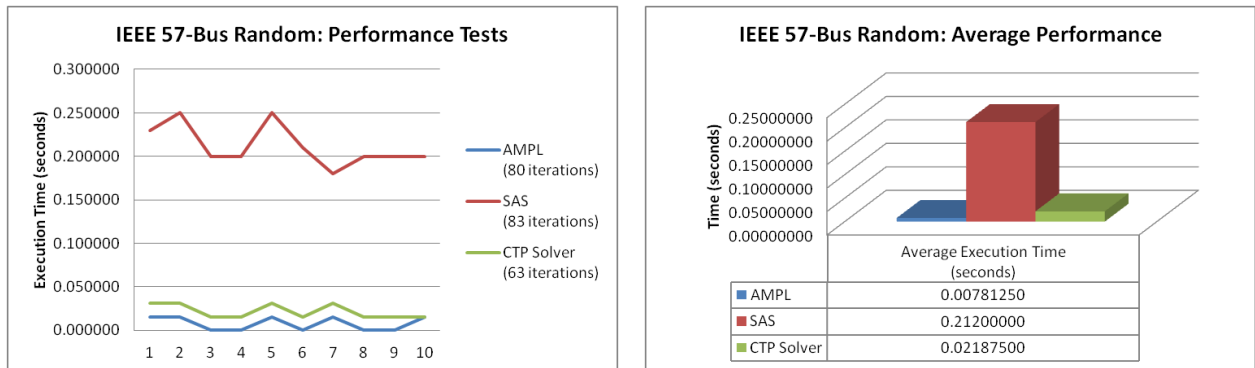 IEEE 57-Bus Random: Performance Tests
Execution Time (seconds)
0.300000
0.250000
0.200000
0.150000
0.100000
0.050000
0.000000
1 2 3 4 5 6 7 8 9 10
AMPL
(80 iterations)
SAS
(83 iterations)
CTP Solver
(63 iterations)
IEEE 57-Bus Random: Average Performance
Time (seconds)
0.25000000
0.20000000
0.15000000
0.10000000
0.05000000
0.00000000
Average Execution Time
(seconds)
AMPL 0.00781250
SAS 0.21200000
CTP Solver 0.02187500